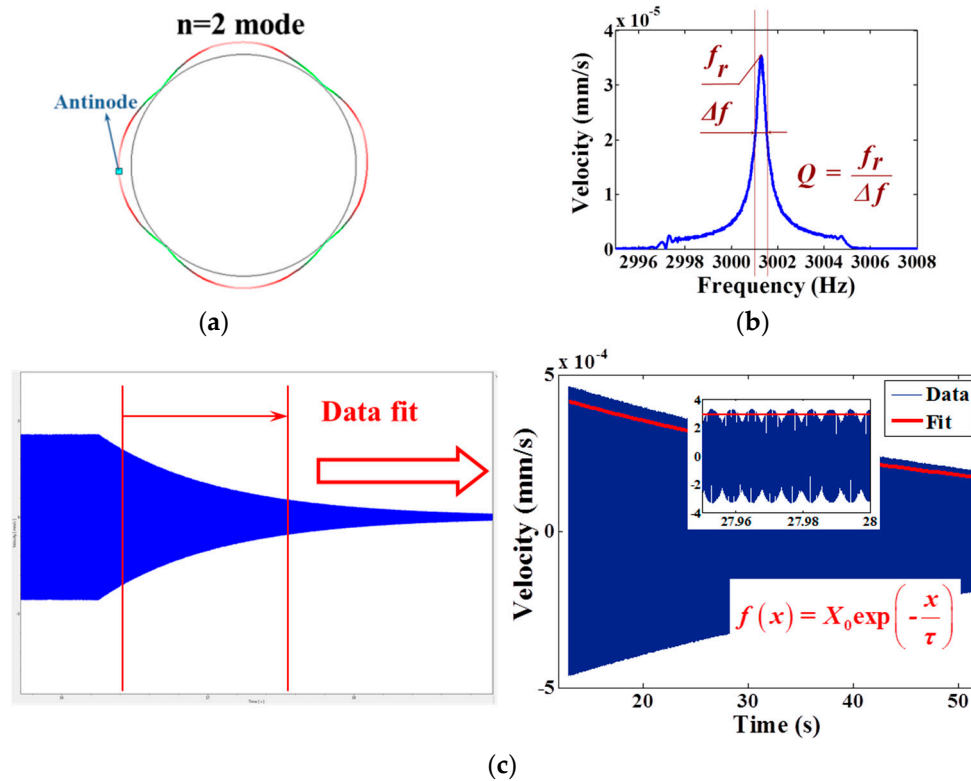 n=2 mode
Antinode
(a)
× 10⁻⁵
4
3
2
1
0
Velocity (mm/s)
f_r
Δf
Q = f_r / Δf
2996 2998 3000 3002 3004 3006 3008
Frequency (Hz)
(b)
Data fit
Time [ s ]
× 10⁻⁴
5
0
-5
Velocity (mm/s)
Data
Fit
4
2
0
-2
-4
27.96 27.98 28
f(x) = X₀exp(-x/τ)
20 30 40 50
Time (s)
(c)